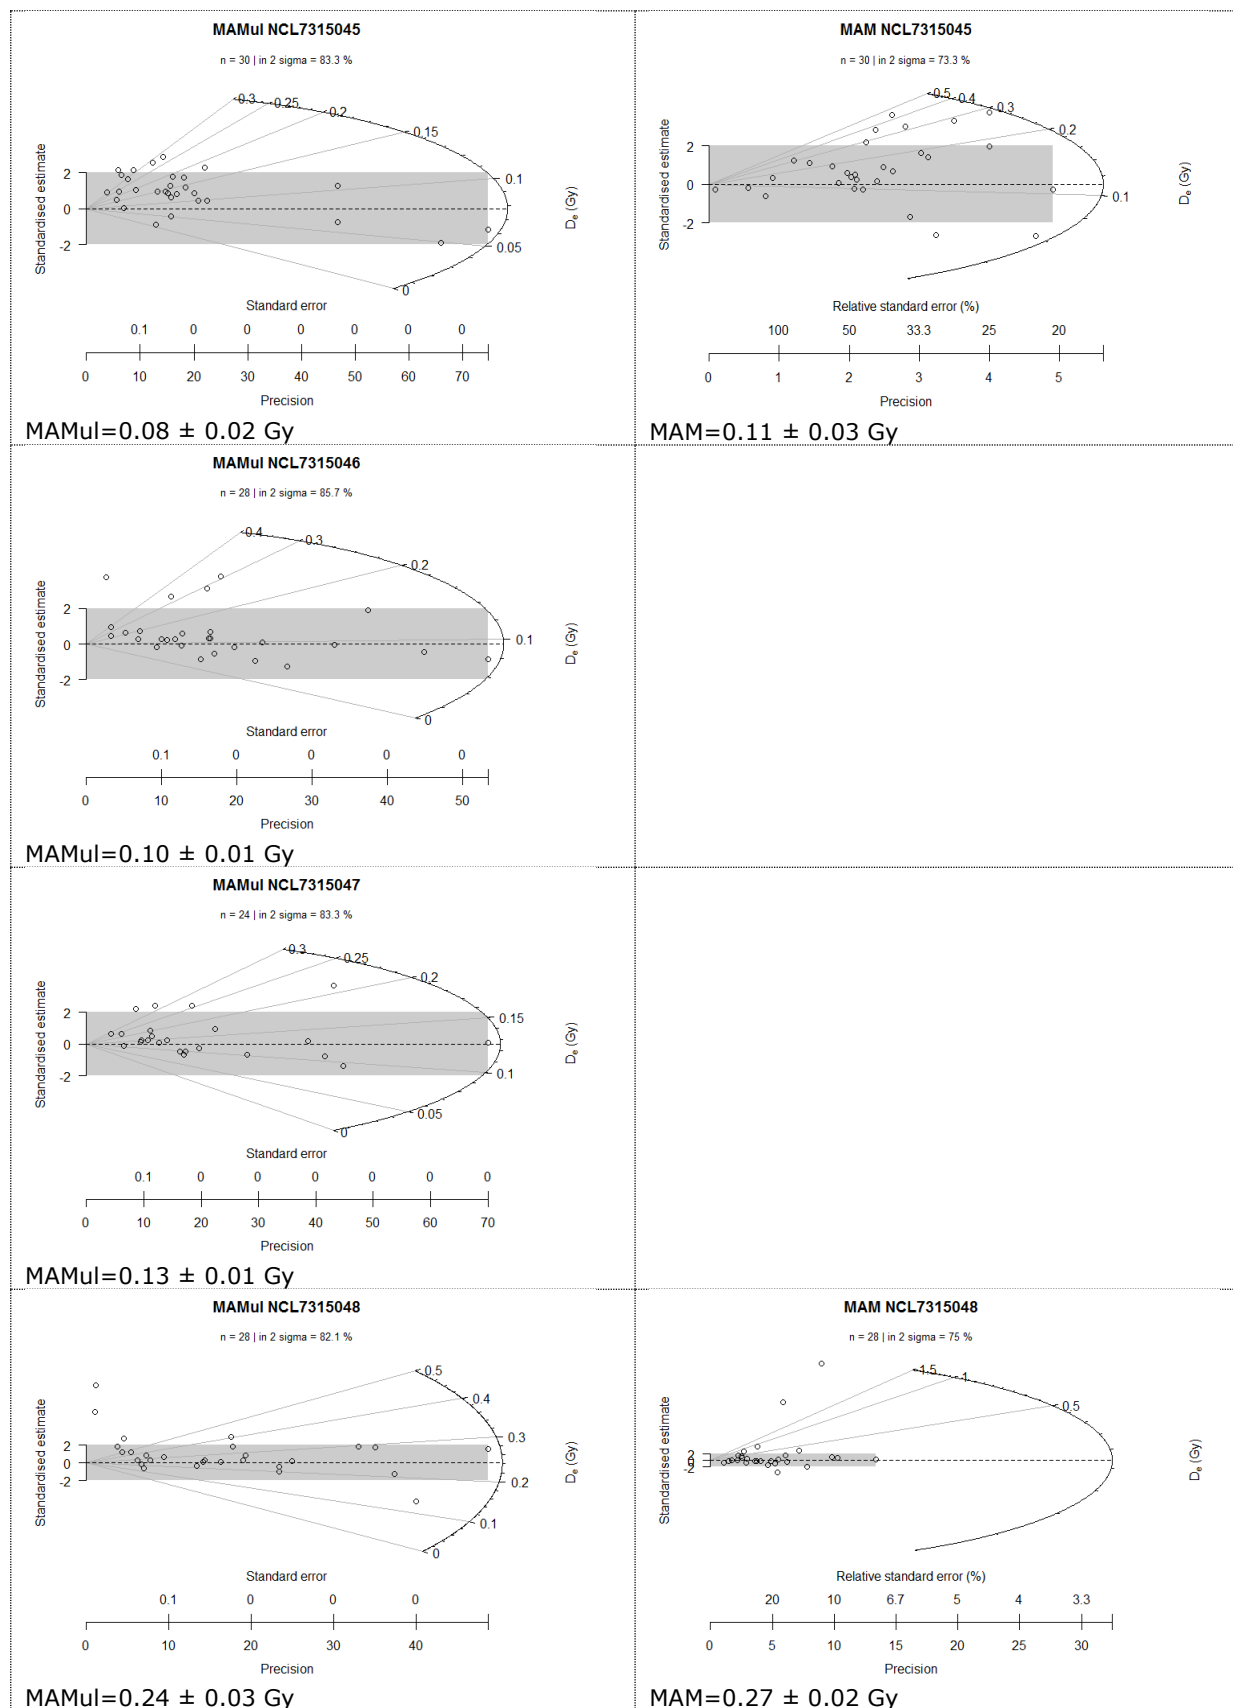 MAMul NCL7315045
n = 30 | in 2 sigma = 83.3 %
0.3
0.25
0.2
0.15
0.1
0.05
0
Standardised estimate
2
0
-2
De (Gy)
Standard error
0.1 0 0 0 0 0 0
0 10 20 30 40 50 60 70
Precision
MAMul=0.08 ± 0.02 Gy
MAM NCL7315045
n = 30 | in 2 sigma = 73.3 %
0.5
0.4
0.3
0.2
0.1
Standardised estimate
2
0
-2
De (Gy)
Relative standard error (%)
100 50 33.3 25 20
0 1 2 3 4 5
Precision
MAM=0.11 ± 0.03 Gy
MAMul NCL7315046
n = 28 | in 2 sigma = 85.7 %
0.4
0.3
0.2
0.1
0
Standardised estimate
2
0
-2
De (Gy)
Standard error
0.1 0 0 0 0
0 10 20 30 40 50
Precision
MAMul=0.10 ± 0.01 Gy
MAMul NCL7315047
n = 24 | in 2 sigma = 83.3 %
0.3
0.25
0.2
0.15
0.1
0.05
0
Standardised estimate
2
0
-2
De (Gy)
Standard error
0.1 0 0 0 0 0 0
0 10 20 30 40 50 60 70
Precision
MAMul=0.13 ± 0.01 Gy
MAMul NCL7315048
n = 28 | in 2 sigma = 82.1 %
0.5
0.4
0.3
0.2
0.1
0
Standardised estimate
2
0
-2
De (Gy)
Standard error
0.1 0 0 0
0 10 20 30 40
Precision
MAMul=0.24 ± 0.03 Gy
MAM NCL7315048
n = 28 | in 2 sigma = 75 %
1.5
1
0.5
Standardised estimate
2
0
-2
De (Gy)
Relative standard error (%)
20 10 6.7 5 4 3.3
0 5 10 15 20 25 30
Precision
MAM=0.27 ± 0.02 Gy